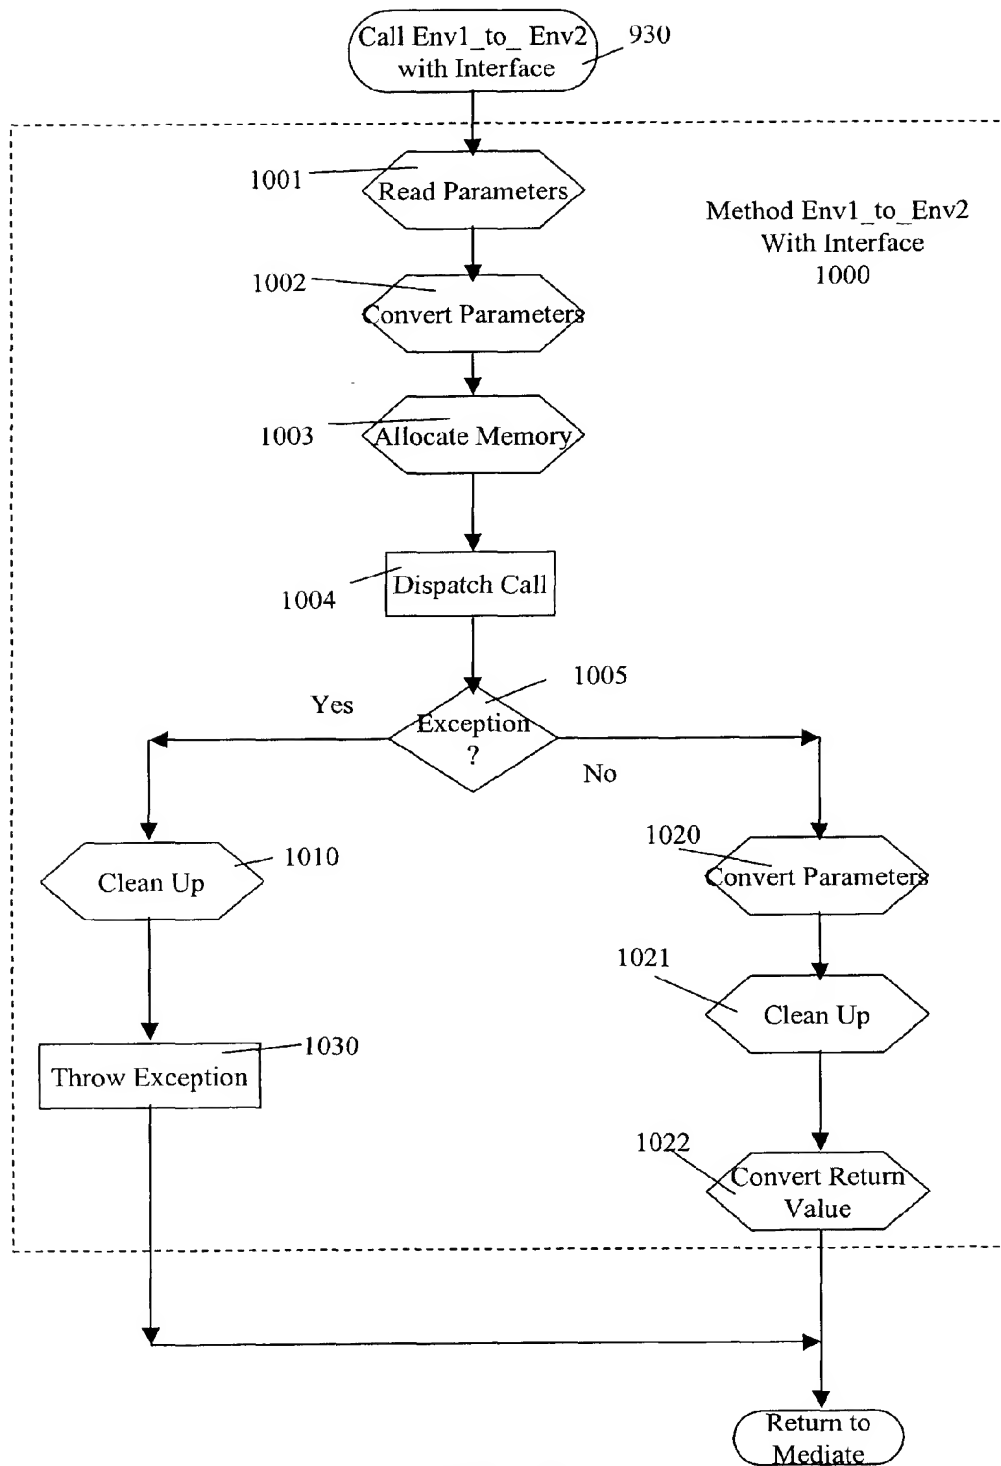 Call Env1_to_ Env2
with Interface
930
1001
Read Parameters
Method Env1_to_Env2
With Interface
1000
1002
Convert Parameters
1003
Allocate Memory
1004
Dispatch Call
1005
Yes
Exception
?
No
1010
Clean Up
1020
Convert Parameters
1021
Clean Up
1030
Throw Exception
1022
Convert Return
Value
Return to
Mediate